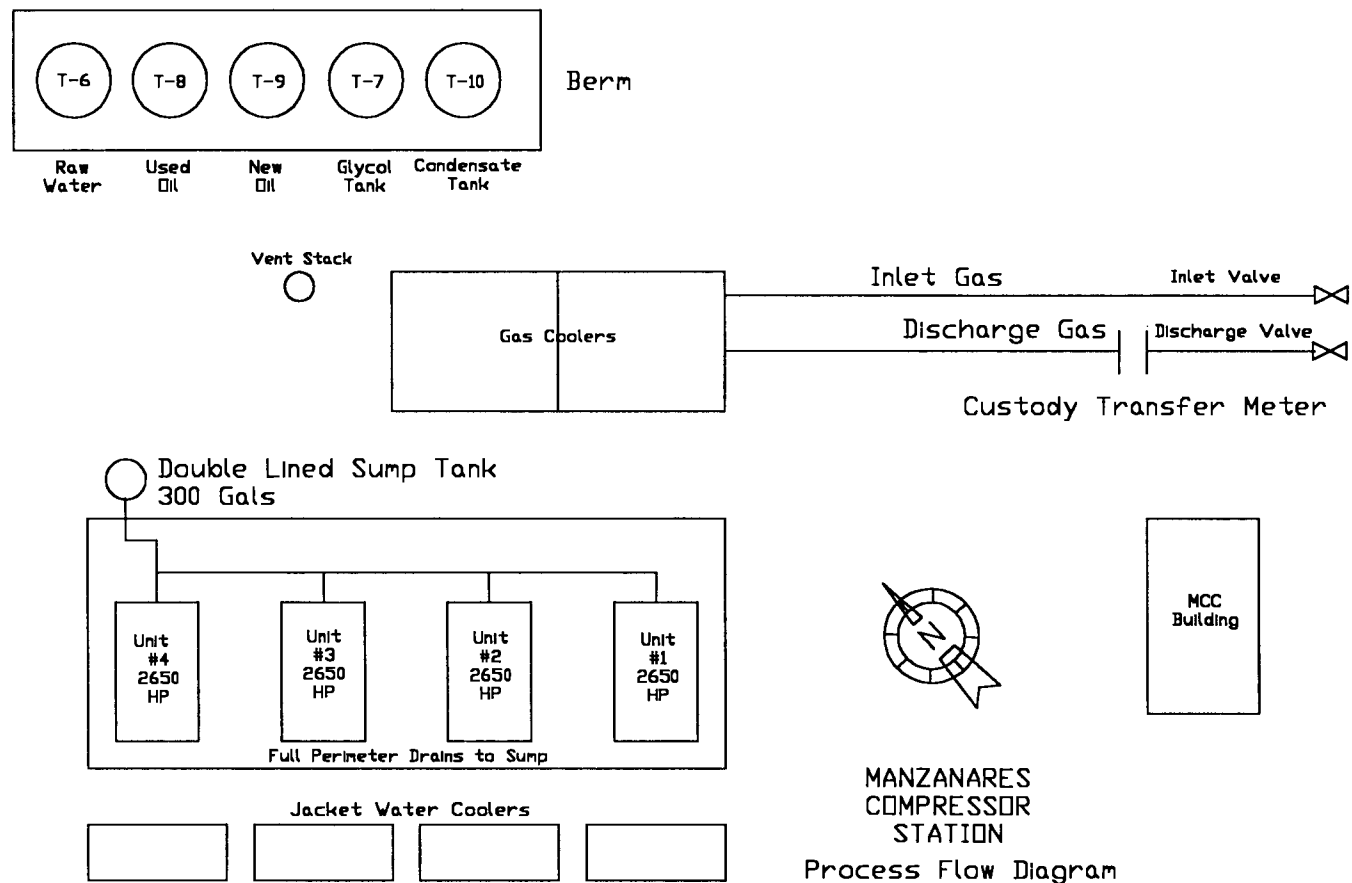 T-6 T-8 T-9 T-7 T-10
Berm
Raw Used New Glycol Condensate
Water Oil Oil Tank Tank
Vent Stack
Inlet Gas Inlet Valve
Gas Coolers
Discharge Gas Discharge Valve
Custody Transfer Meter
Double Lined Sump Tank
300 Gals
Unit
#4
2650
HP
Unit
#3
2650
HP
Unit
#2
2650
HP
Unit
#1
2650
HP
Full Perimeter Drains to Sump
N
MCC
Building
Jacket Water Coolers
MANZANARES
COMPRESSOR
STATION
Process Flow Diagram